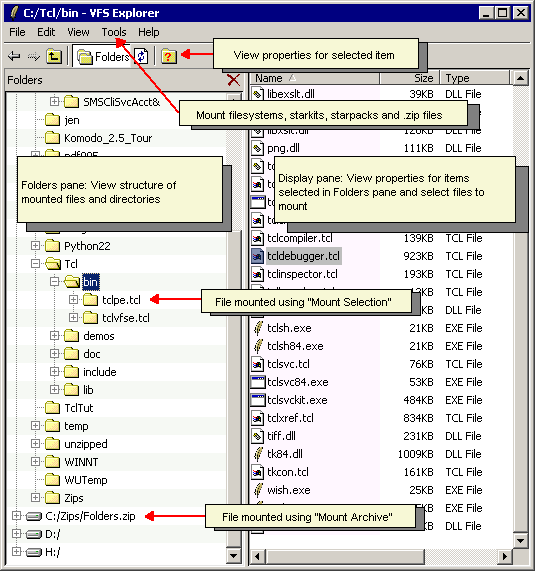 C:/Tcl/bin - VFS Explorer
File Edit View Tools Help
Folders
View properties for selected item
Folders
Name Size Type
SMSCliSvcAcct&
jen
Komodo_2.5_Tour
Python22
Tcl
bin
tclpe.tcl
tclvfse.tcl
demos
doc
include
lib
TclTut
temp
unzipped
WINNT
WUTemp
Zips
C:/Zips/Folders.zip
D:/
H:/
Mount filesystems, starkits, starpacks and .zip files
Folders pane: View structure of
mounted files and directories
Display pane: View properties for items
selected in Folders pane and select files to
mount
File mounted using "Mount Selection"
File mounted using "Mount Archive"
libexslt.dll 39KB DLL File
libxslt.dll 120KB DLL File
png.dll 111KB DLL File
tclcompiler.tcl 139KB TCL File
tcldebugger.tcl 923KB TCL File
tclinspector.tcl 193KB TCL File
tclsh.exe 21KB EXE File
tclsh84.exe 21KB EXE File
tclsvc.tcl 76KB TCL File
tclsvc84.exe 53KB EXE File
tclsvckit.exe 484KB EXE File
tclxref.tcl 834KB TCL File
tiff.dll 231KB DLL File
tk84.dll 1009KB DLL File
tkcon.tcl 161KB TCL File
wish.exe 25KB EXE File
DLL File